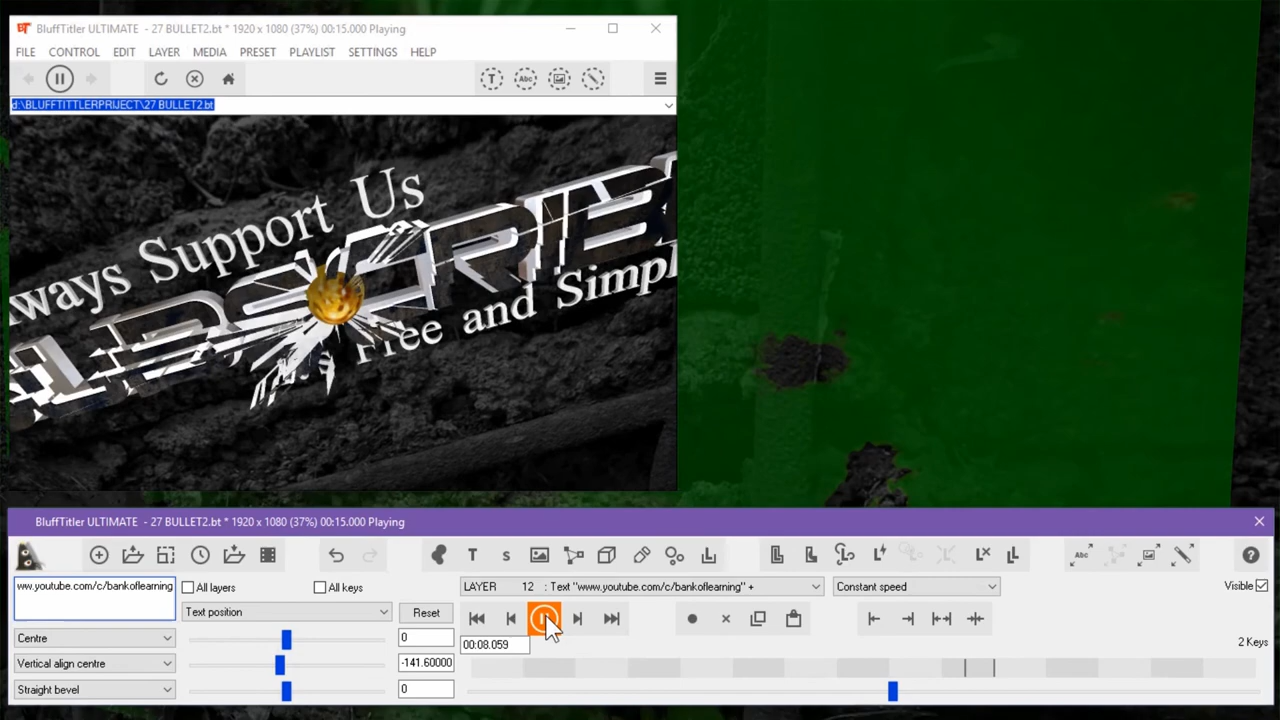 BluffTitler ULTIMATE - 27 BULLET2.bt * 1920 x 1080 (37%) 00:15.000 Playing
FILE CONTROL EDIT LAYER MEDIA PRESET PLAYLIST SETTINGS HELP
T Abc
d:\BLUFFTITTLERPRIJECT\27 BULLET2.bt
ways Support Us
Free and Simpl
BluffTitler ULTIMATE - 27 BULLET2.bt * 1920 x 1080 (37%) 00:15.000 Playing
T S Abc ?
ww.youtube.com/c/bankoflearning All layers All keys LAYER 12 : Text "www.youtube.com/c/bankoflearning" + Constant speed Visible
Text position Reset
Centre 0 00:08.059 2 Keys
Vertical align centre -141.60000
Straight bevel 0